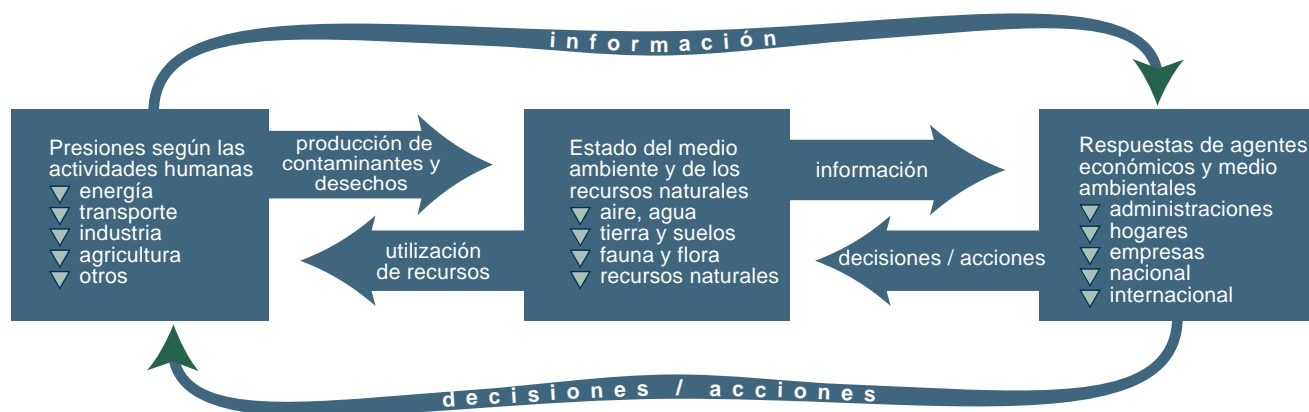 información
Presiones según las
actividades humanas
energía
transporte
industria
agricultura
otros
producción de
contaminantes y
desechos
utilización
de recursos
Estado del medio
ambiente y de los
recursos naturales
aire, agua
tierra y suelos
fauna y flora
recursos naturales
información
decisiones / acciones
Respuestas de agentes
económicos y medio
ambientales
administraciones
hogares
empresas
nacional
internacional
decisiones / acciones